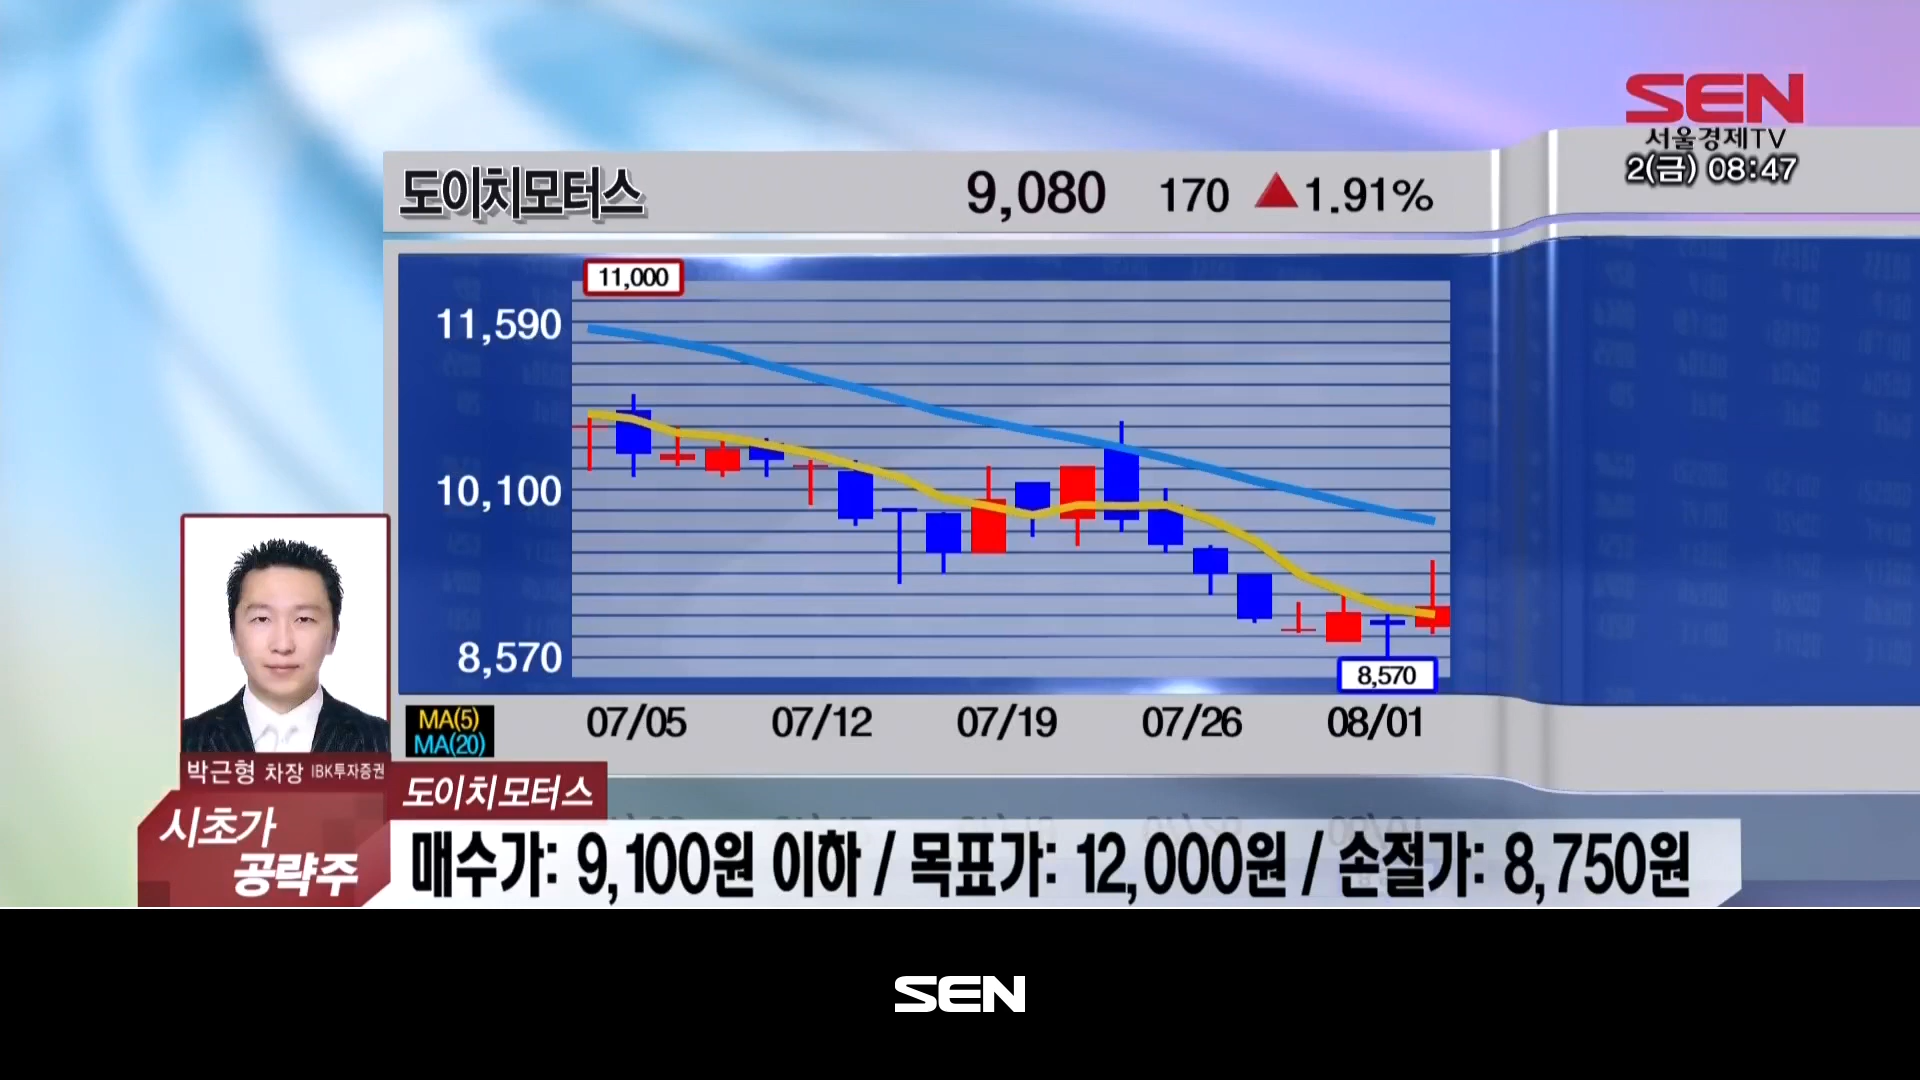 SEN
서울경제TV
2(금) 08:47
도이치모터스 9,080 170 ▲1.91%
11,000
11,590
10,100
8,570
8,570
MA(5)
MA(20)
07/05 07/12 07/19 07/26 08/01
박근형 차장 IBK투자증권
도이치모터스
시초가
공략주
매수가: 9,100원 이하 / 목표가: 12,000원 / 손절가: 8,750원
SEN